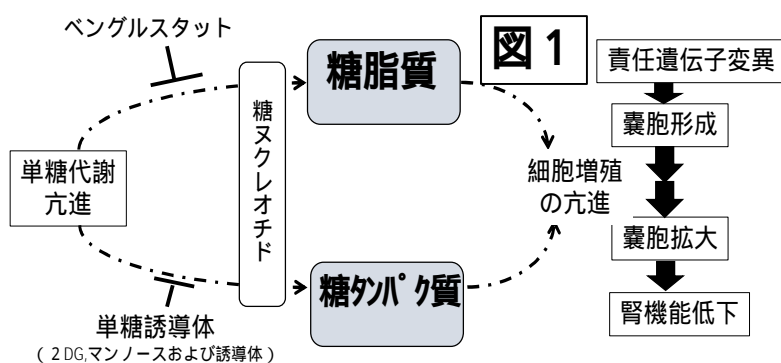 ベングルスタット
糖脂質
図１
責任遺伝子変異
嚢胞形成
糖ヌクレオチド
単糖代謝
亢進
細胞増殖
の亢進
嚢胞拡大
糖ﾀﾝﾊﾟｸ質
腎機能低下
単糖誘導体
（２DG,マンノースおよび誘導体）